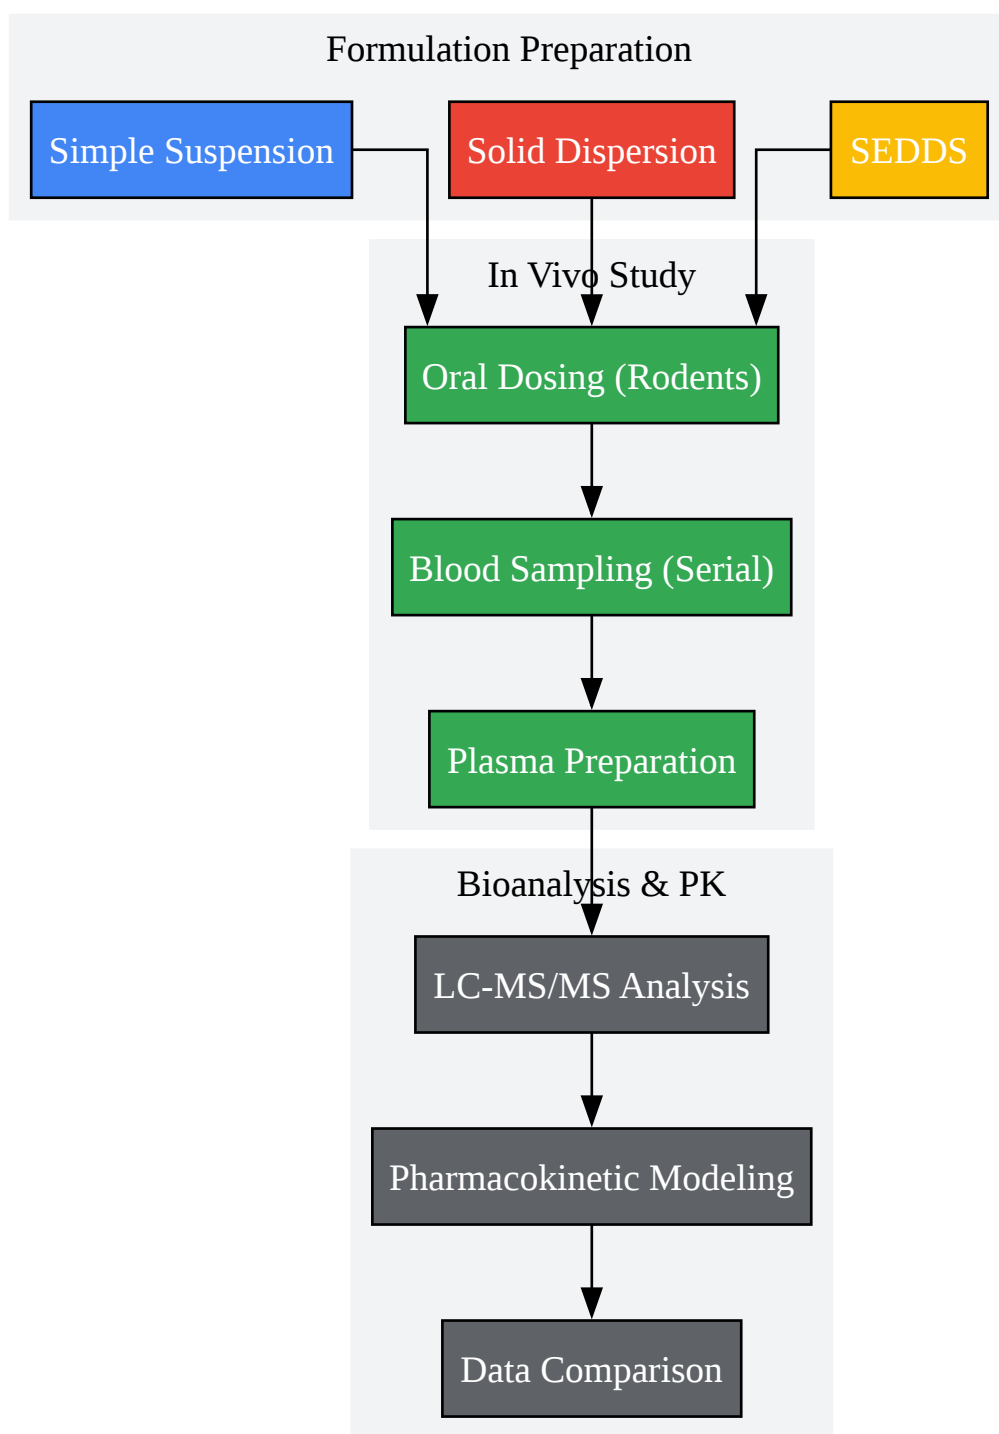 Formulation Preparation
Simple Suspension
Solid Dispersion
SEDDS
In Vivo Study
Oral Dosing (Rodents)
Blood Sampling (Serial)
Plasma Preparation
Bioanalysis & PK
LC-MS/MS Analysis
Pharmacokinetic Modeling
Data Comparison